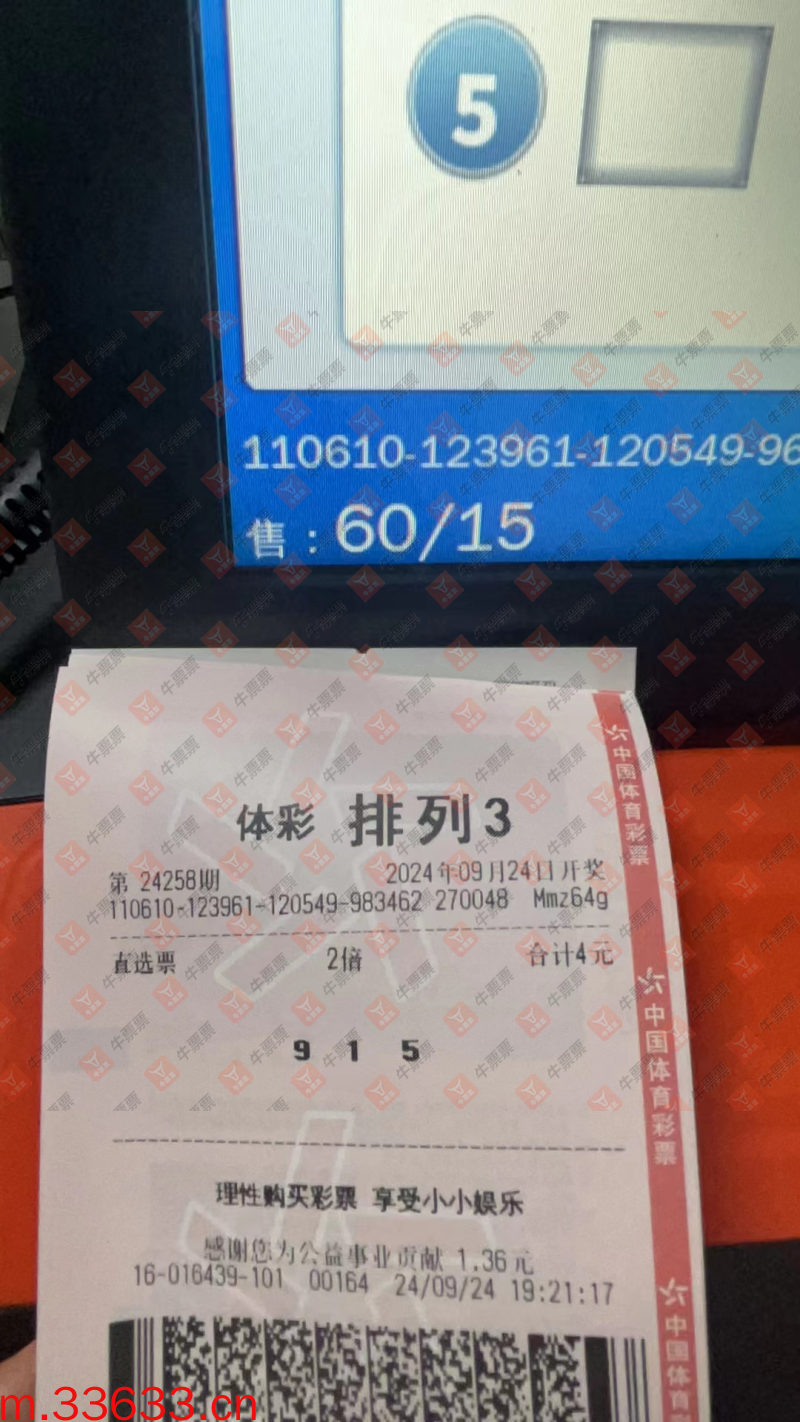 5
110610-123961-120549-96
售：60/15
中国体育彩票
体彩 排列3
第 24258期 2024年09月24日开奖
110610-123961-120549-983462 270048 Mmz64g
直选票 2倍 合计4元
中国体育彩票
9 1 5
理性购买彩票 享受小小娱乐
感谢您为公益事业贡献 1.36元
16-016439-101 00164 24/09/24 19:21:17
中国体育
牛票票
m.33633.cn